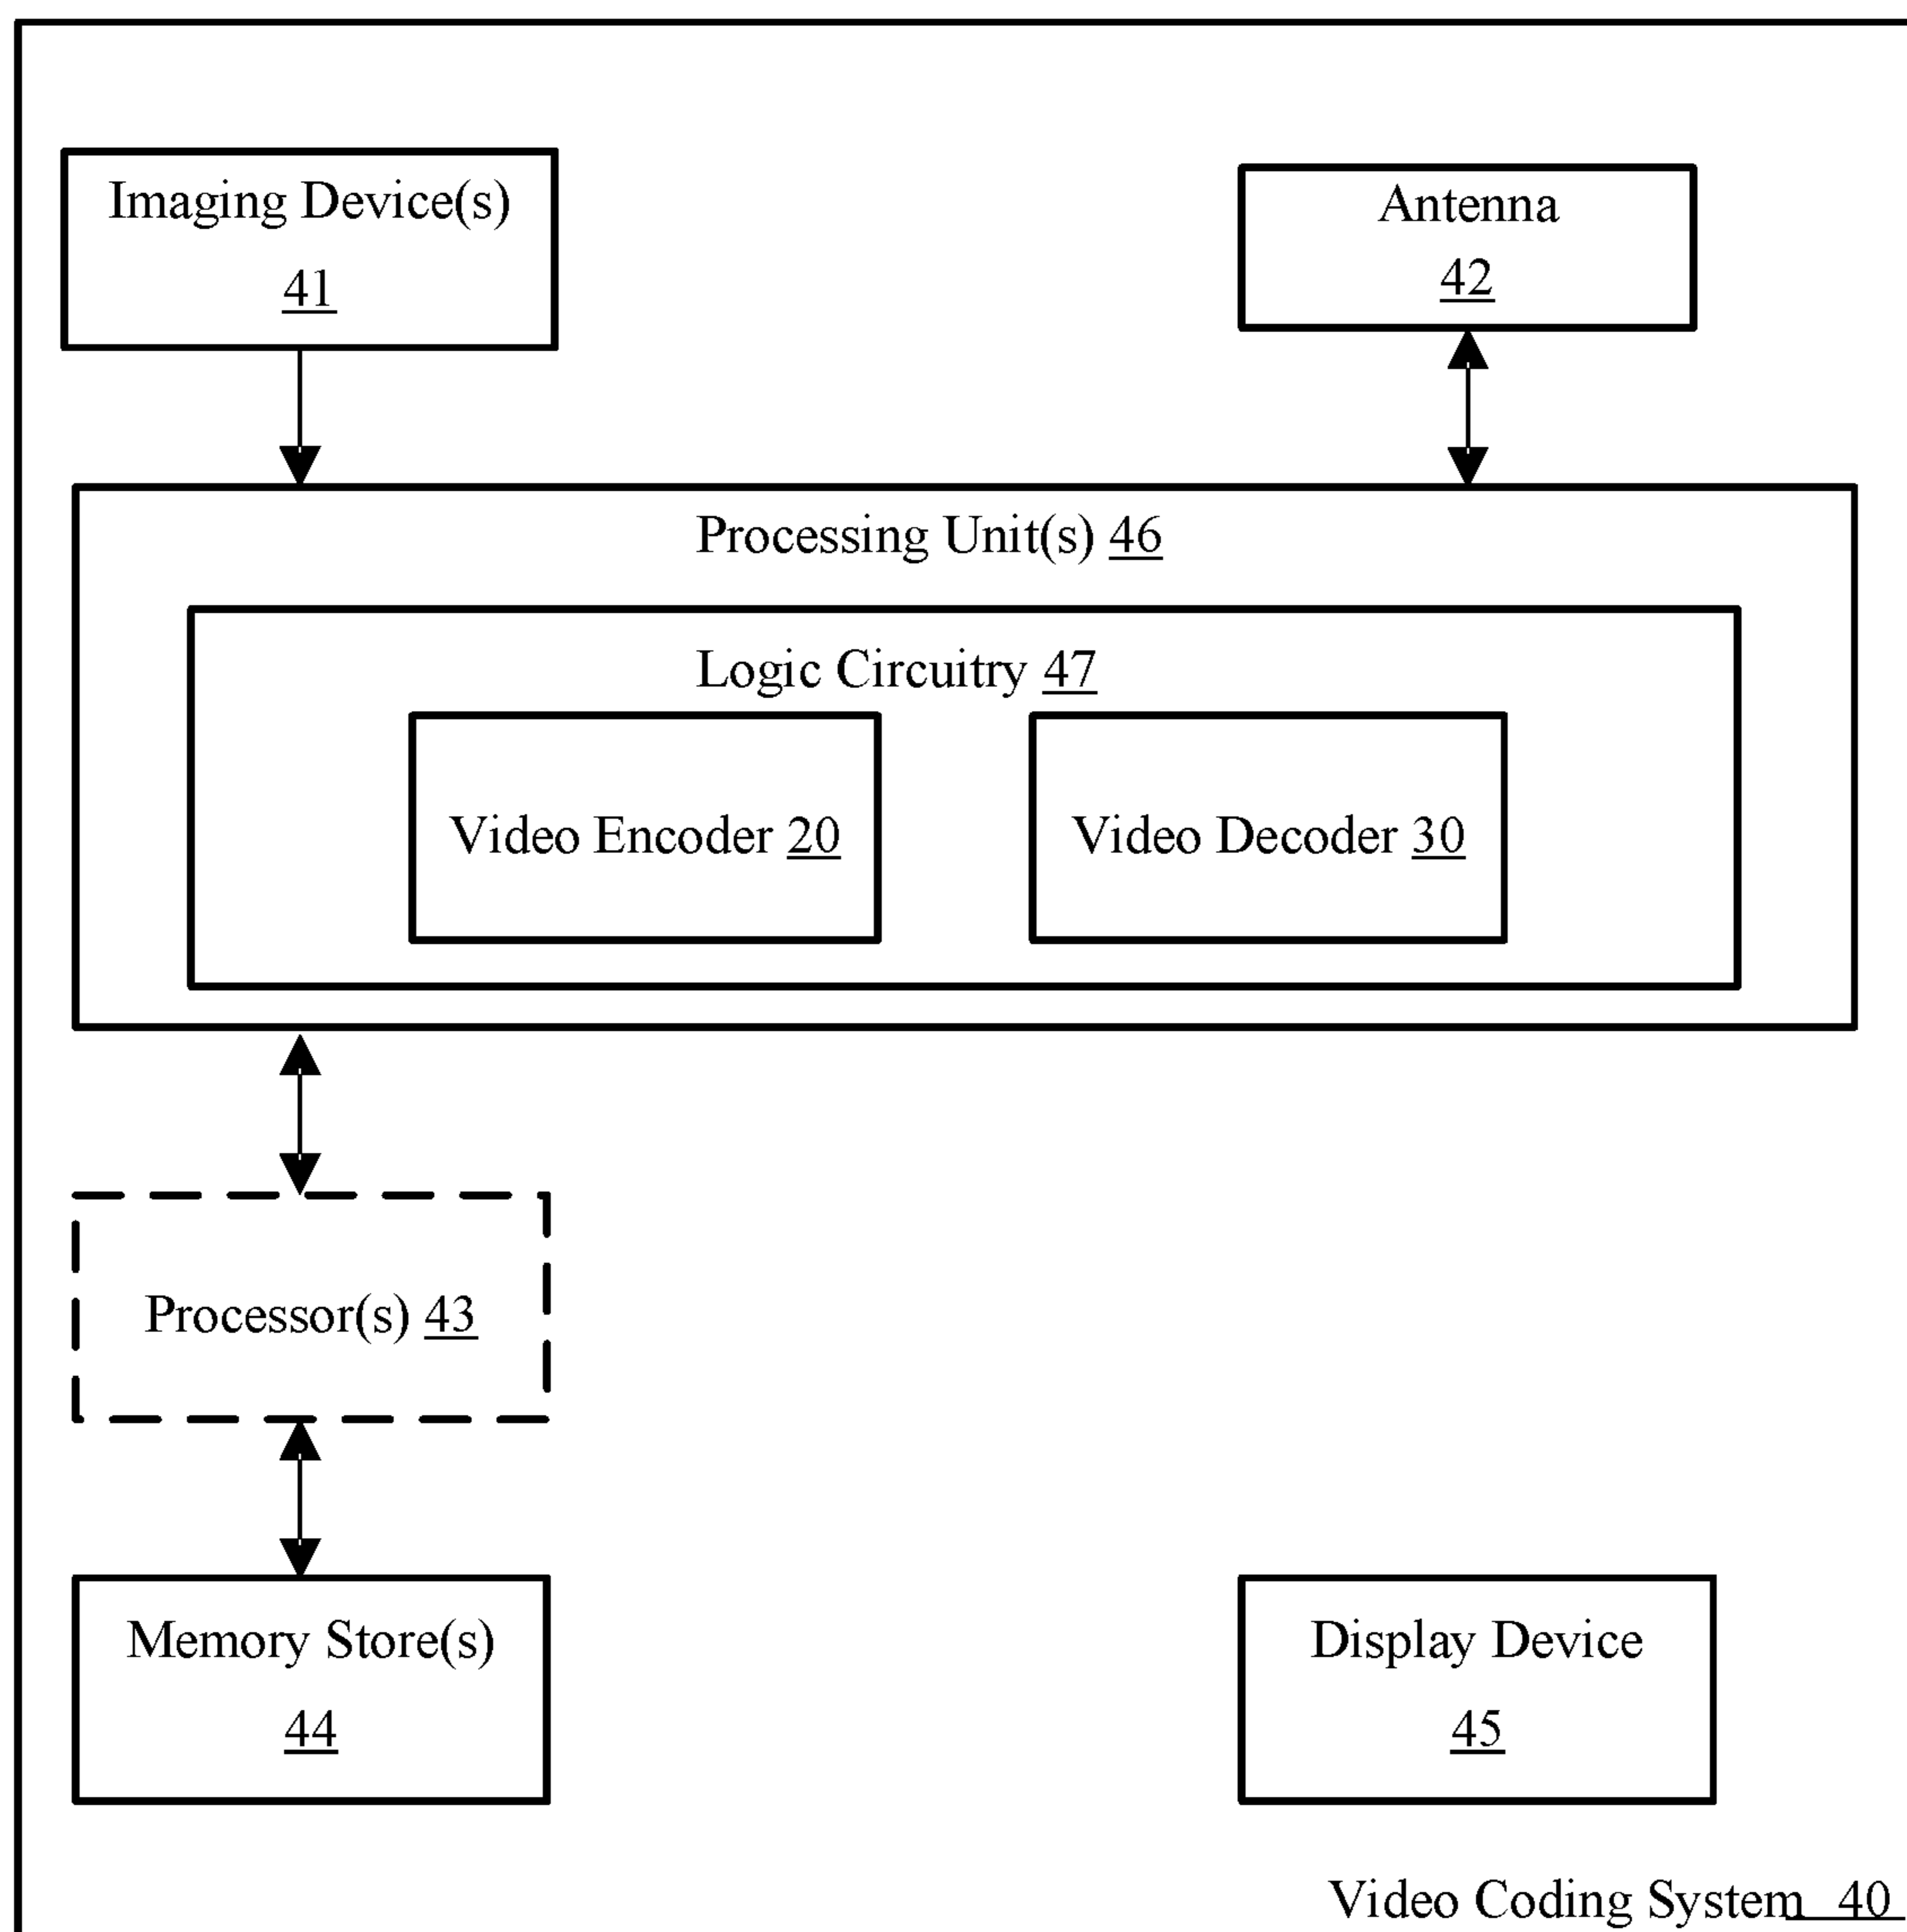 Imaging Device(s)
41
Antenna
42
Processing Unit(s) 46
Logic Circuitry 47
Video Encoder 20
Video Decoder 30
Processor(s) 43
Memory Store(s)
44
Display Device
45
Video Coding System 40